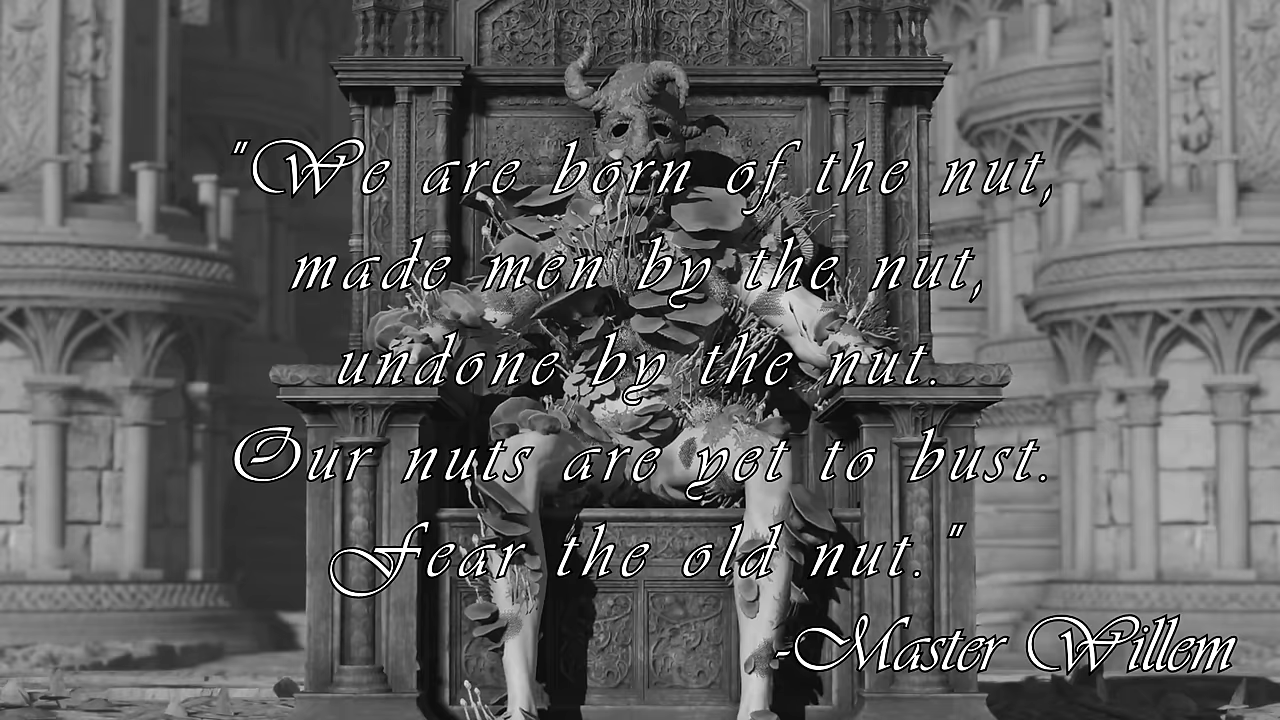 "We are born of the nut,
made men by the nut,
undone by the nut.
Our nuts are yet to bust.
Fear the old nut."
-Master Willem